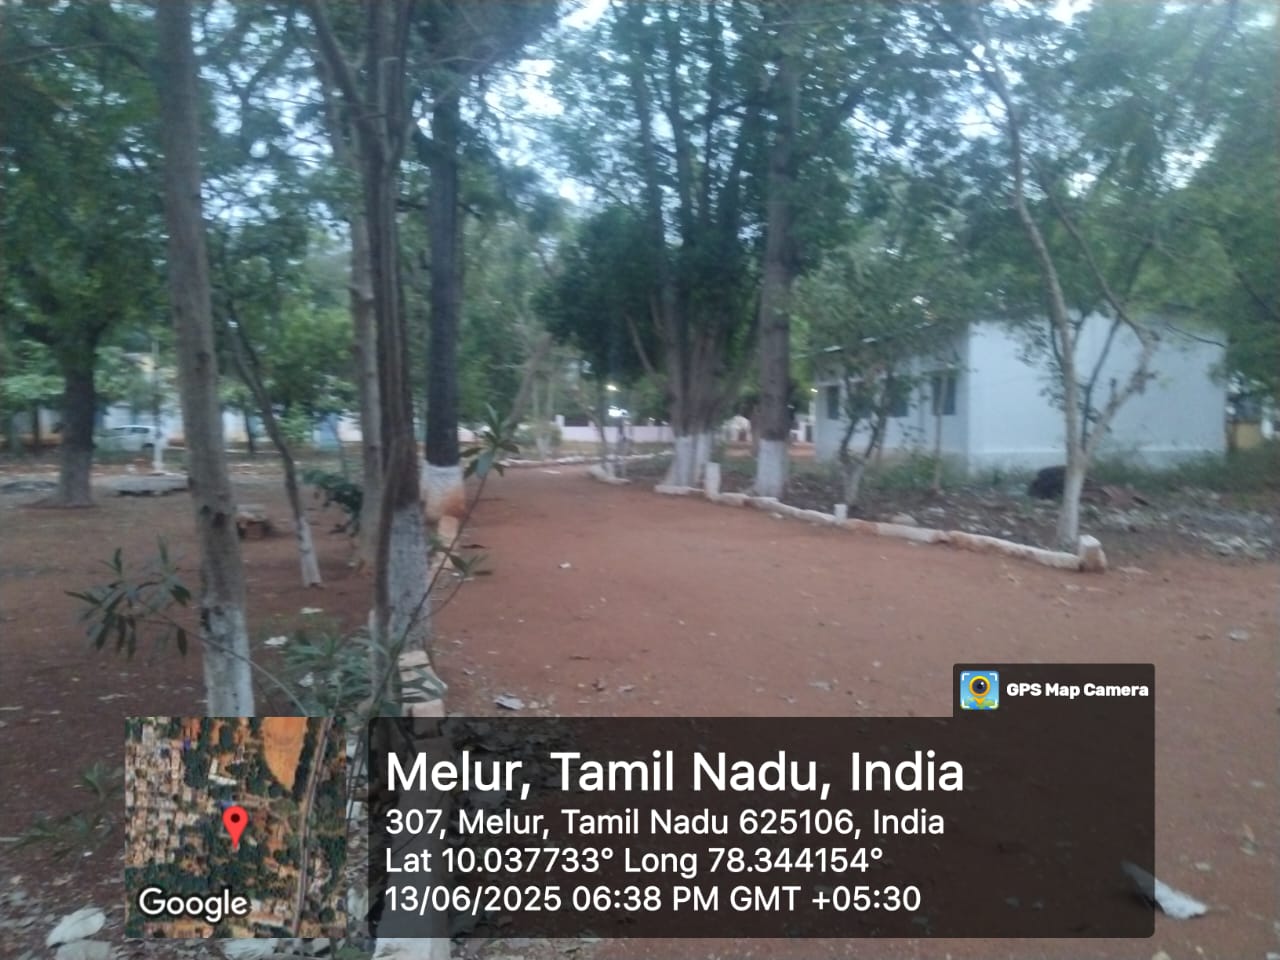 GPS Map Camera
Melur, Tamil Nadu, India
307, Melur, Tamil Nadu 625106, India
Lat 10.037733° Long 78.344154°
13/06/2025 06:38 PM GMT +05:30
Google